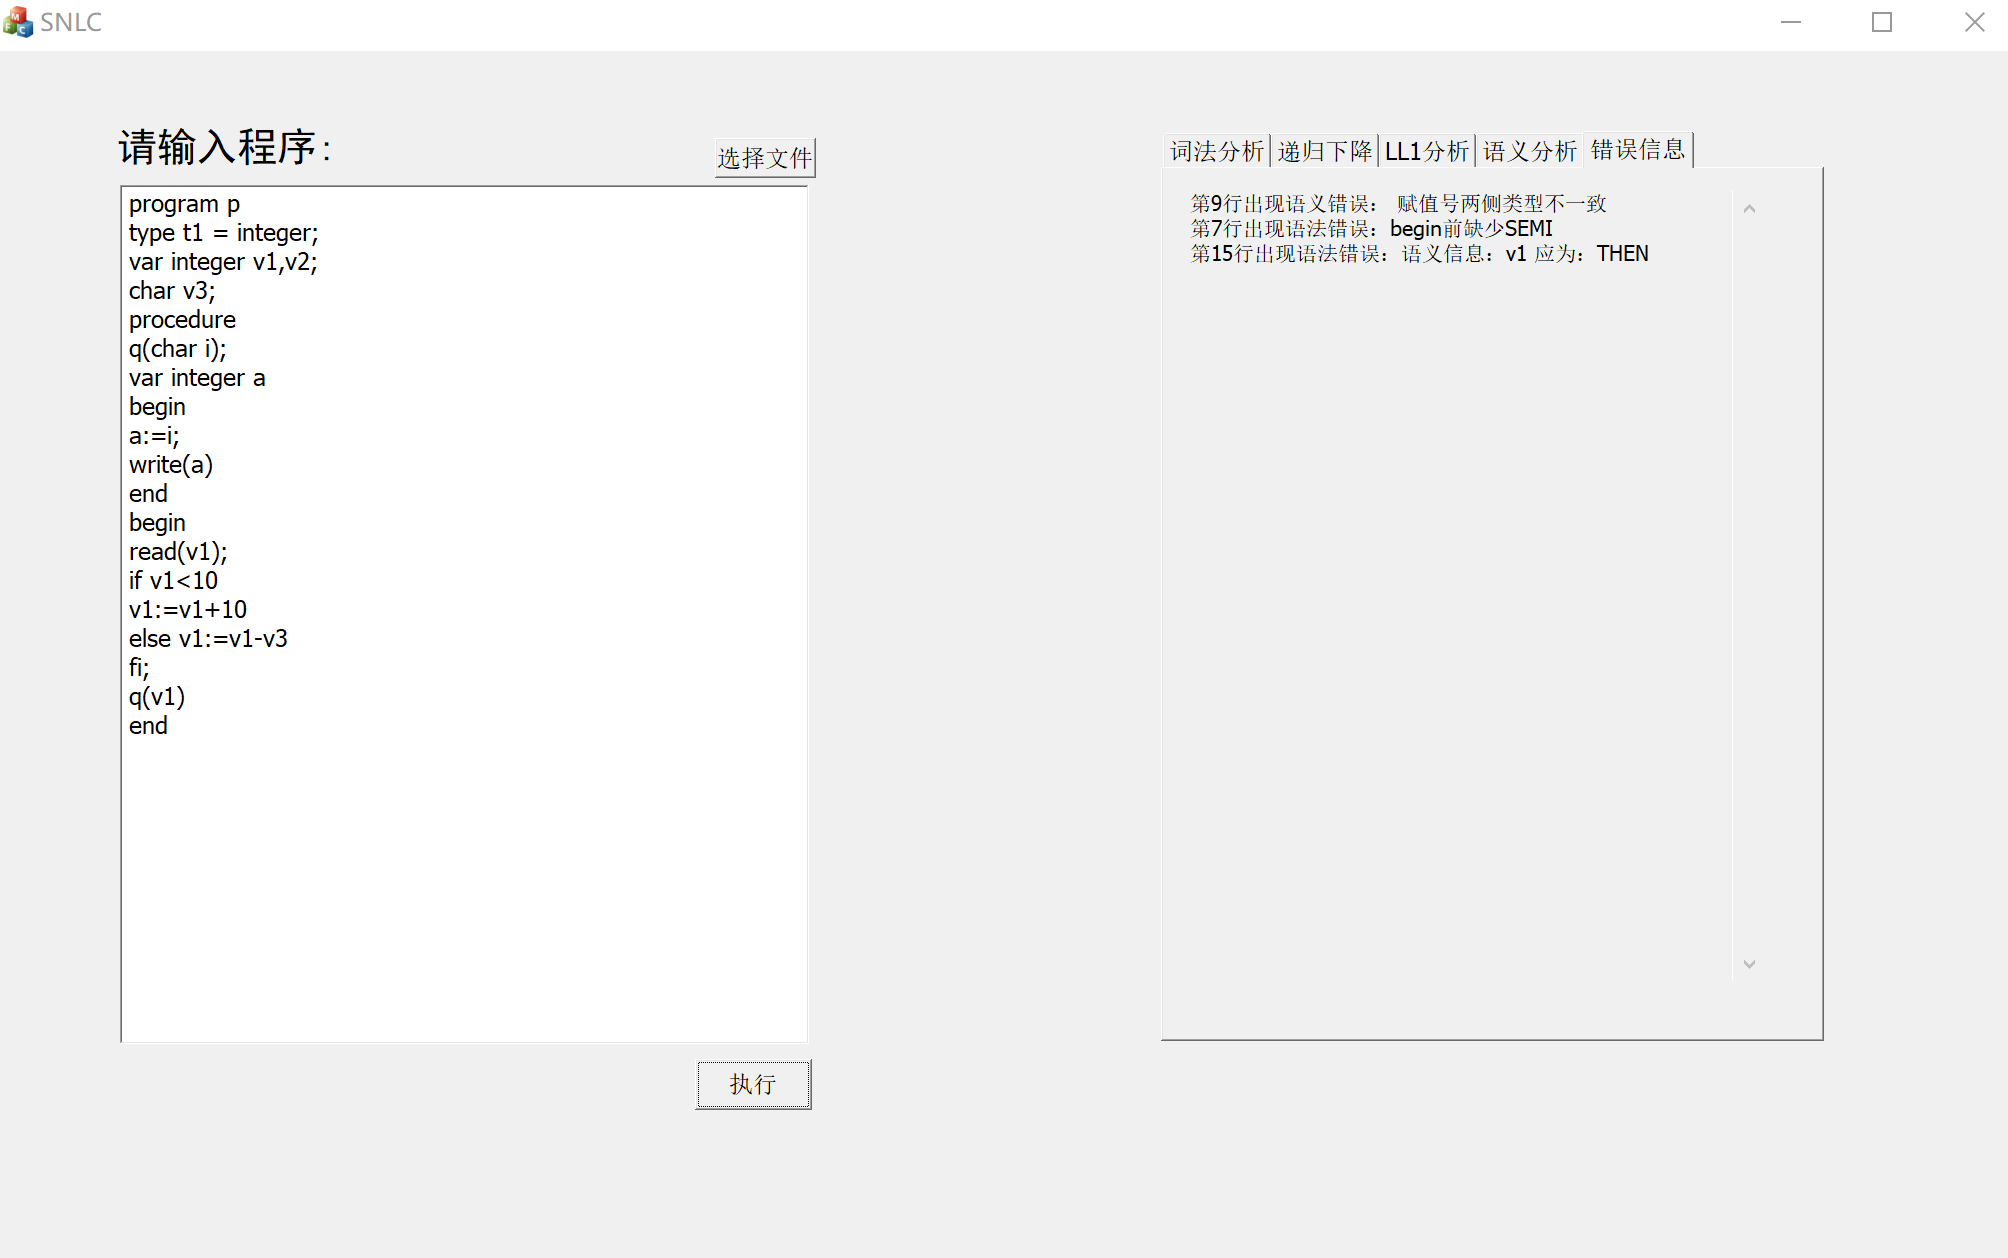 SNLC
请输入程序：
选择文件
program p
type t1 = integer;
var integer v1,v2;
char v3;
procedure
q(char i);
var integer a
begin
a:=i;
write(a)
end
begin
read(v1);
if v1<10
v1:=v1+10
else v1:=v1-v3
fi;
q(v1)
end
执行
词法分析 递归下降 LL1分析 语义分析 错误信息
第9行出现语义错误： 赋值号两侧类型不一致
第7行出现语法错误：begin前缺少SEMI
第15行出现语法错误：语义信息：v1 应为：THEN